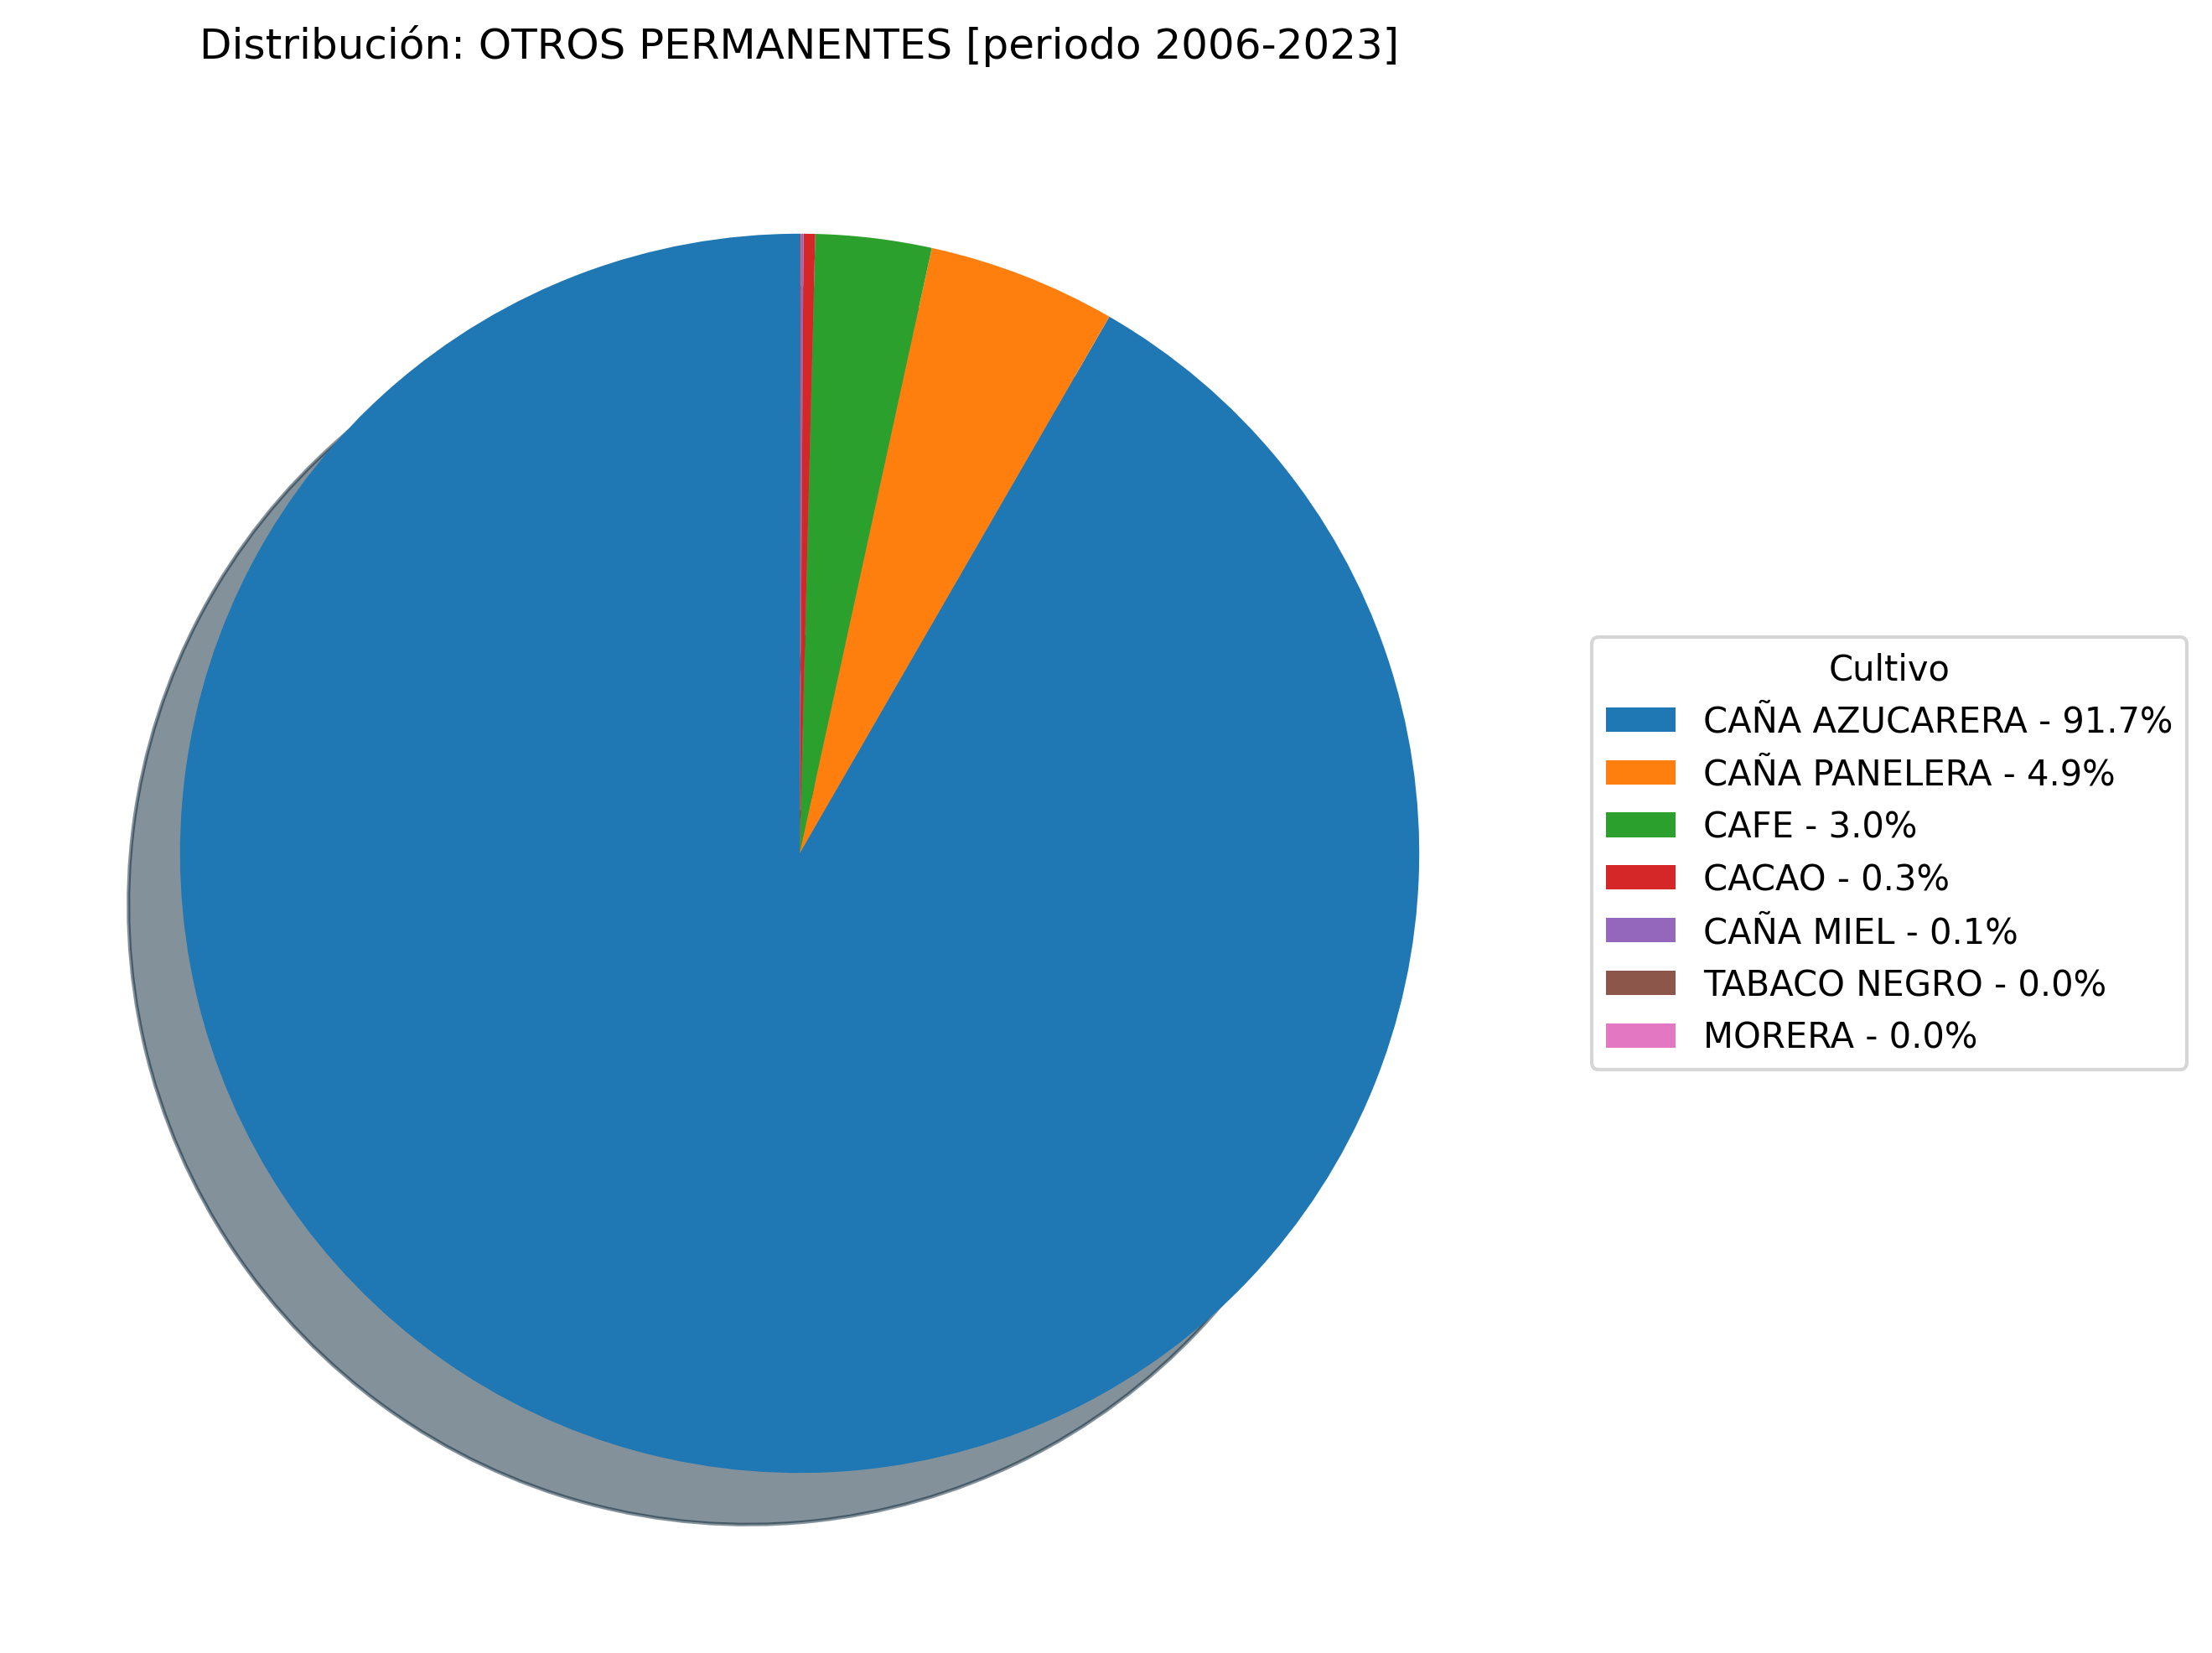 Distribución: OTROS PERMANENTES [periodo 2006-2023]
Cultivo
CAÑA AZUCARERA - 91.7%
CAÑA PANELERA - 4.9%
CAFE - 3.0%
CACAO - 0.3%
CAÑA MIEL - 0.1%
TABACO NEGRO - 0.0%
MORERA - 0.0%